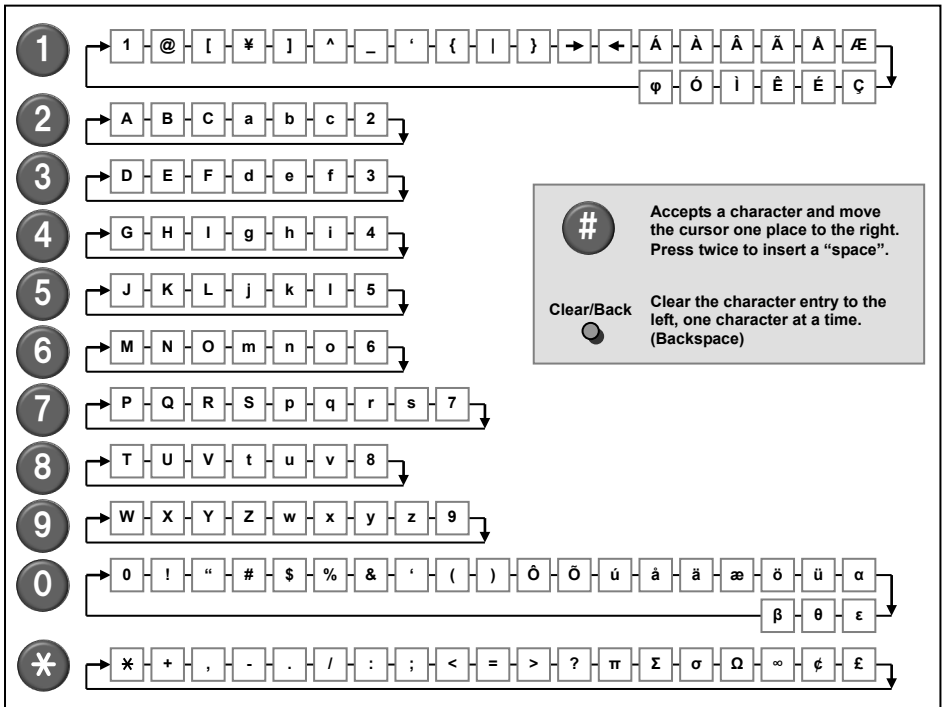 1 1 @ [ ¥ ] ^ _ ‘ { | } → ← Á À Â Ã Å Æ
φ Ó Ì Ê É Ç
2 A B C a b c 2
3 D E F d e f 3
# Accepts a character and move
the cursor one place to the right.
Press twice to insert a “space”.
4 G H I g h i 4
5 J K L j k l 5
Clear/Back Clear the character entry to the
left, one character at a time.
(Backspace)
6 M N O m n o 6
7 P Q R S p q r s 7
8 T U V t u v 8
9 W X Y Z w x y z 9
0 0 ! “ # $ % & ‘ ( ) Ô Õ ú å ä æ ö ü α
β θ ε
* * + , - . / : ; < = > ? π Σ σ Ω ∞ ¢ £